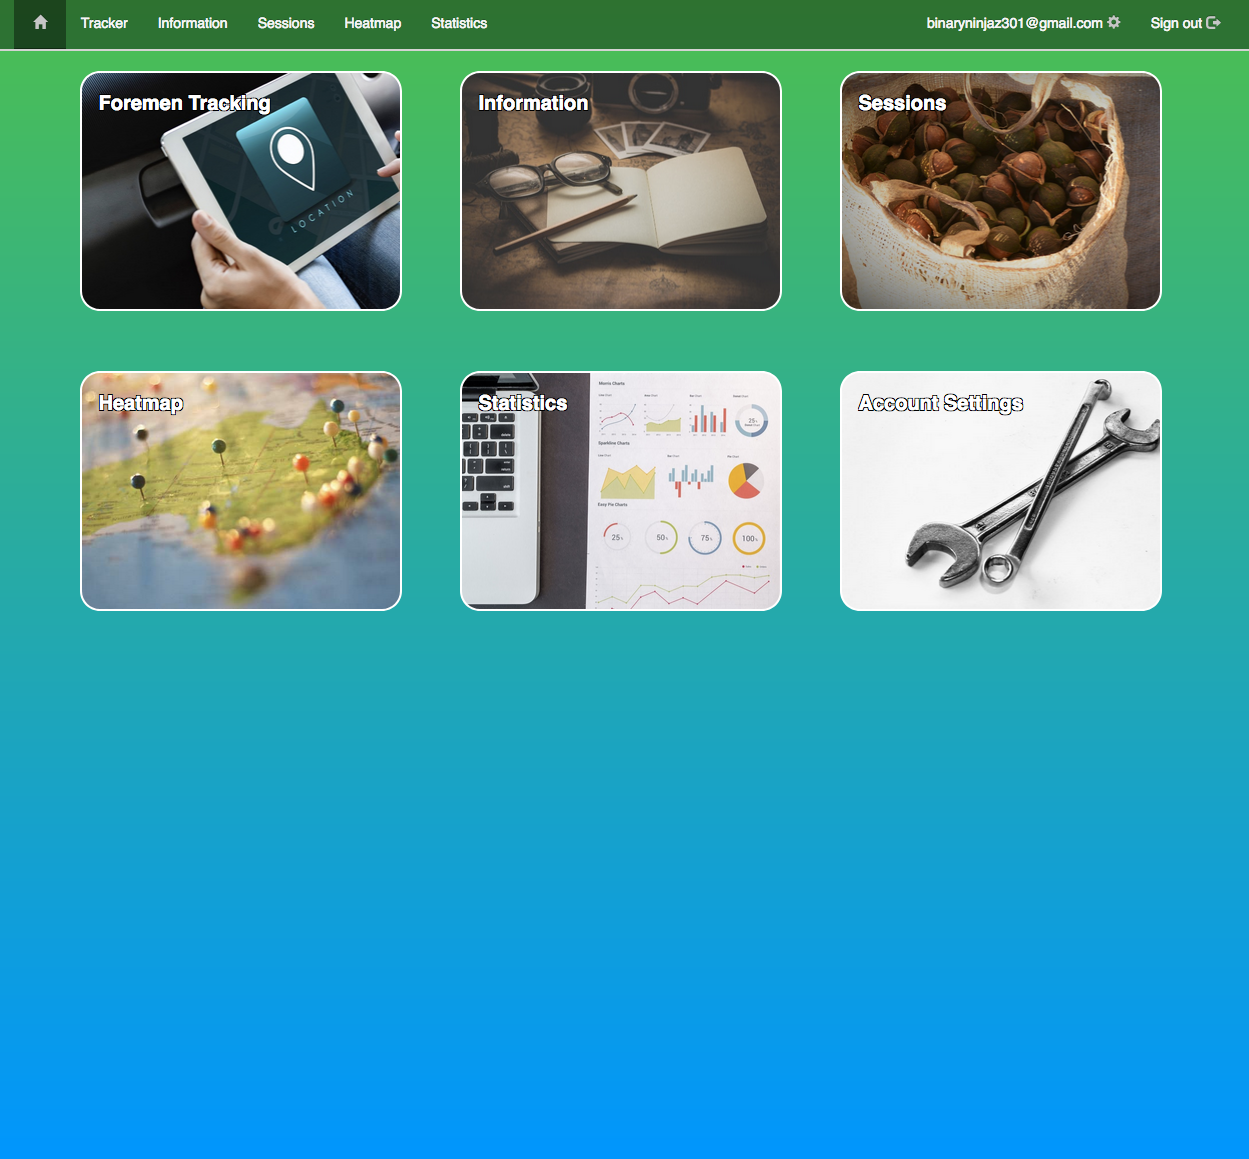 Tracker Information Sessions Heatmap Statistics binaryninjaz301@gmail.com Sign out
Foremen Tracking
LOCATION
Information
Sessions
Heatmap
Statistics
Morris Charts
Sparkline Charts
Easy Pie Charts
25%
25% 50% 75% 100%
Account Settings